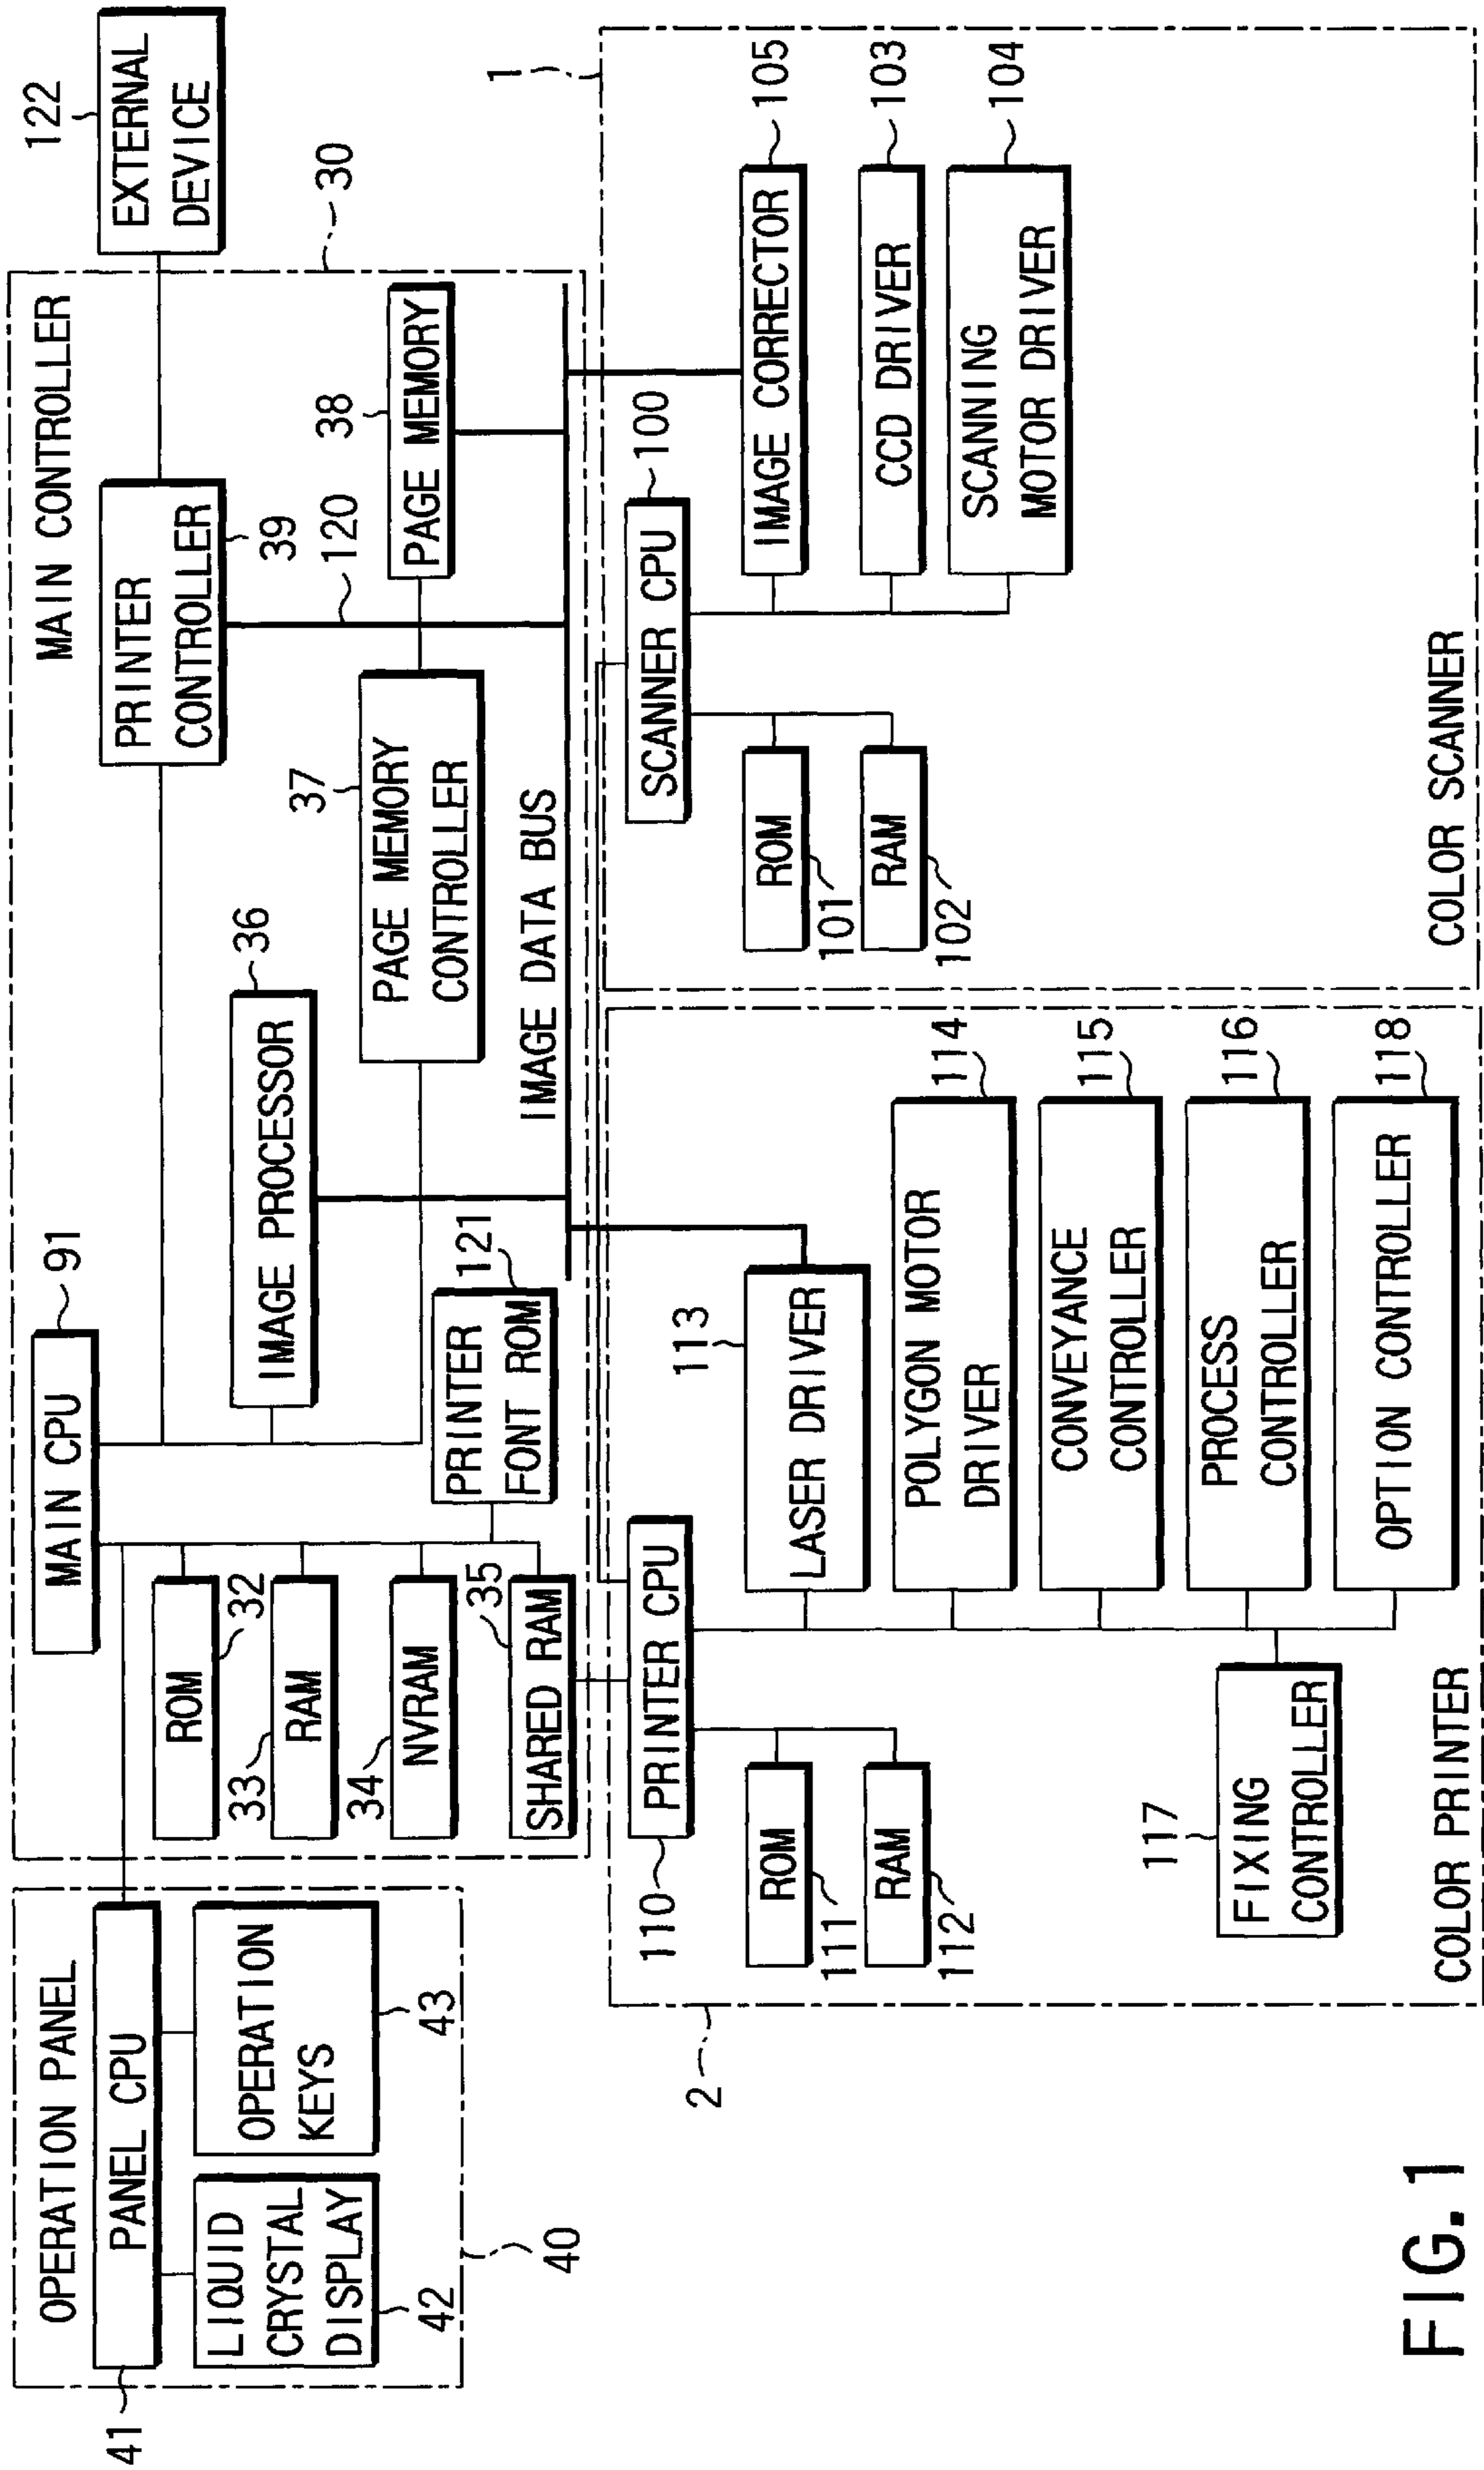 OPERATION PANEL
41
PANEL CPU
LIQUID
CRYSTAL
DISPLAY
42
OPERATION
KEYS
43
40
MAIN CONTROLLER
30
MAIN CPU
91
ROM
32
33
RAM
34
NVRAM
35
SHARED RAM
PRINTER
FONT ROM
121
IMAGE PROCESSOR
36
37
PAGE MEMORY
CONTROLLER
PRINTER
CONTROLLER
39
120
38
PAGE MEMORY
IMAGE DATA BUS
122
EXTERNAL
DEVICE
2
110
PRINTER CPU
ROM
111
RAM
112
113
LASER DRIVER
POLYGON MOTOR
DRIVER
114
CONVEYANCE
CONTROLLER
115
PROCESS
CONTROLLER
116
117
FIXING
CONTROLLER
OPTION CONTROLLER
118
COLOR PRINTER
1
SCANNER CPU
100
ROM
101
RAM
102
IMAGE CORRECTOR
105
CCD DRIVER
103
SCANNING
MOTOR DRIVER
104
COLOR SCANNER
FIG. 1